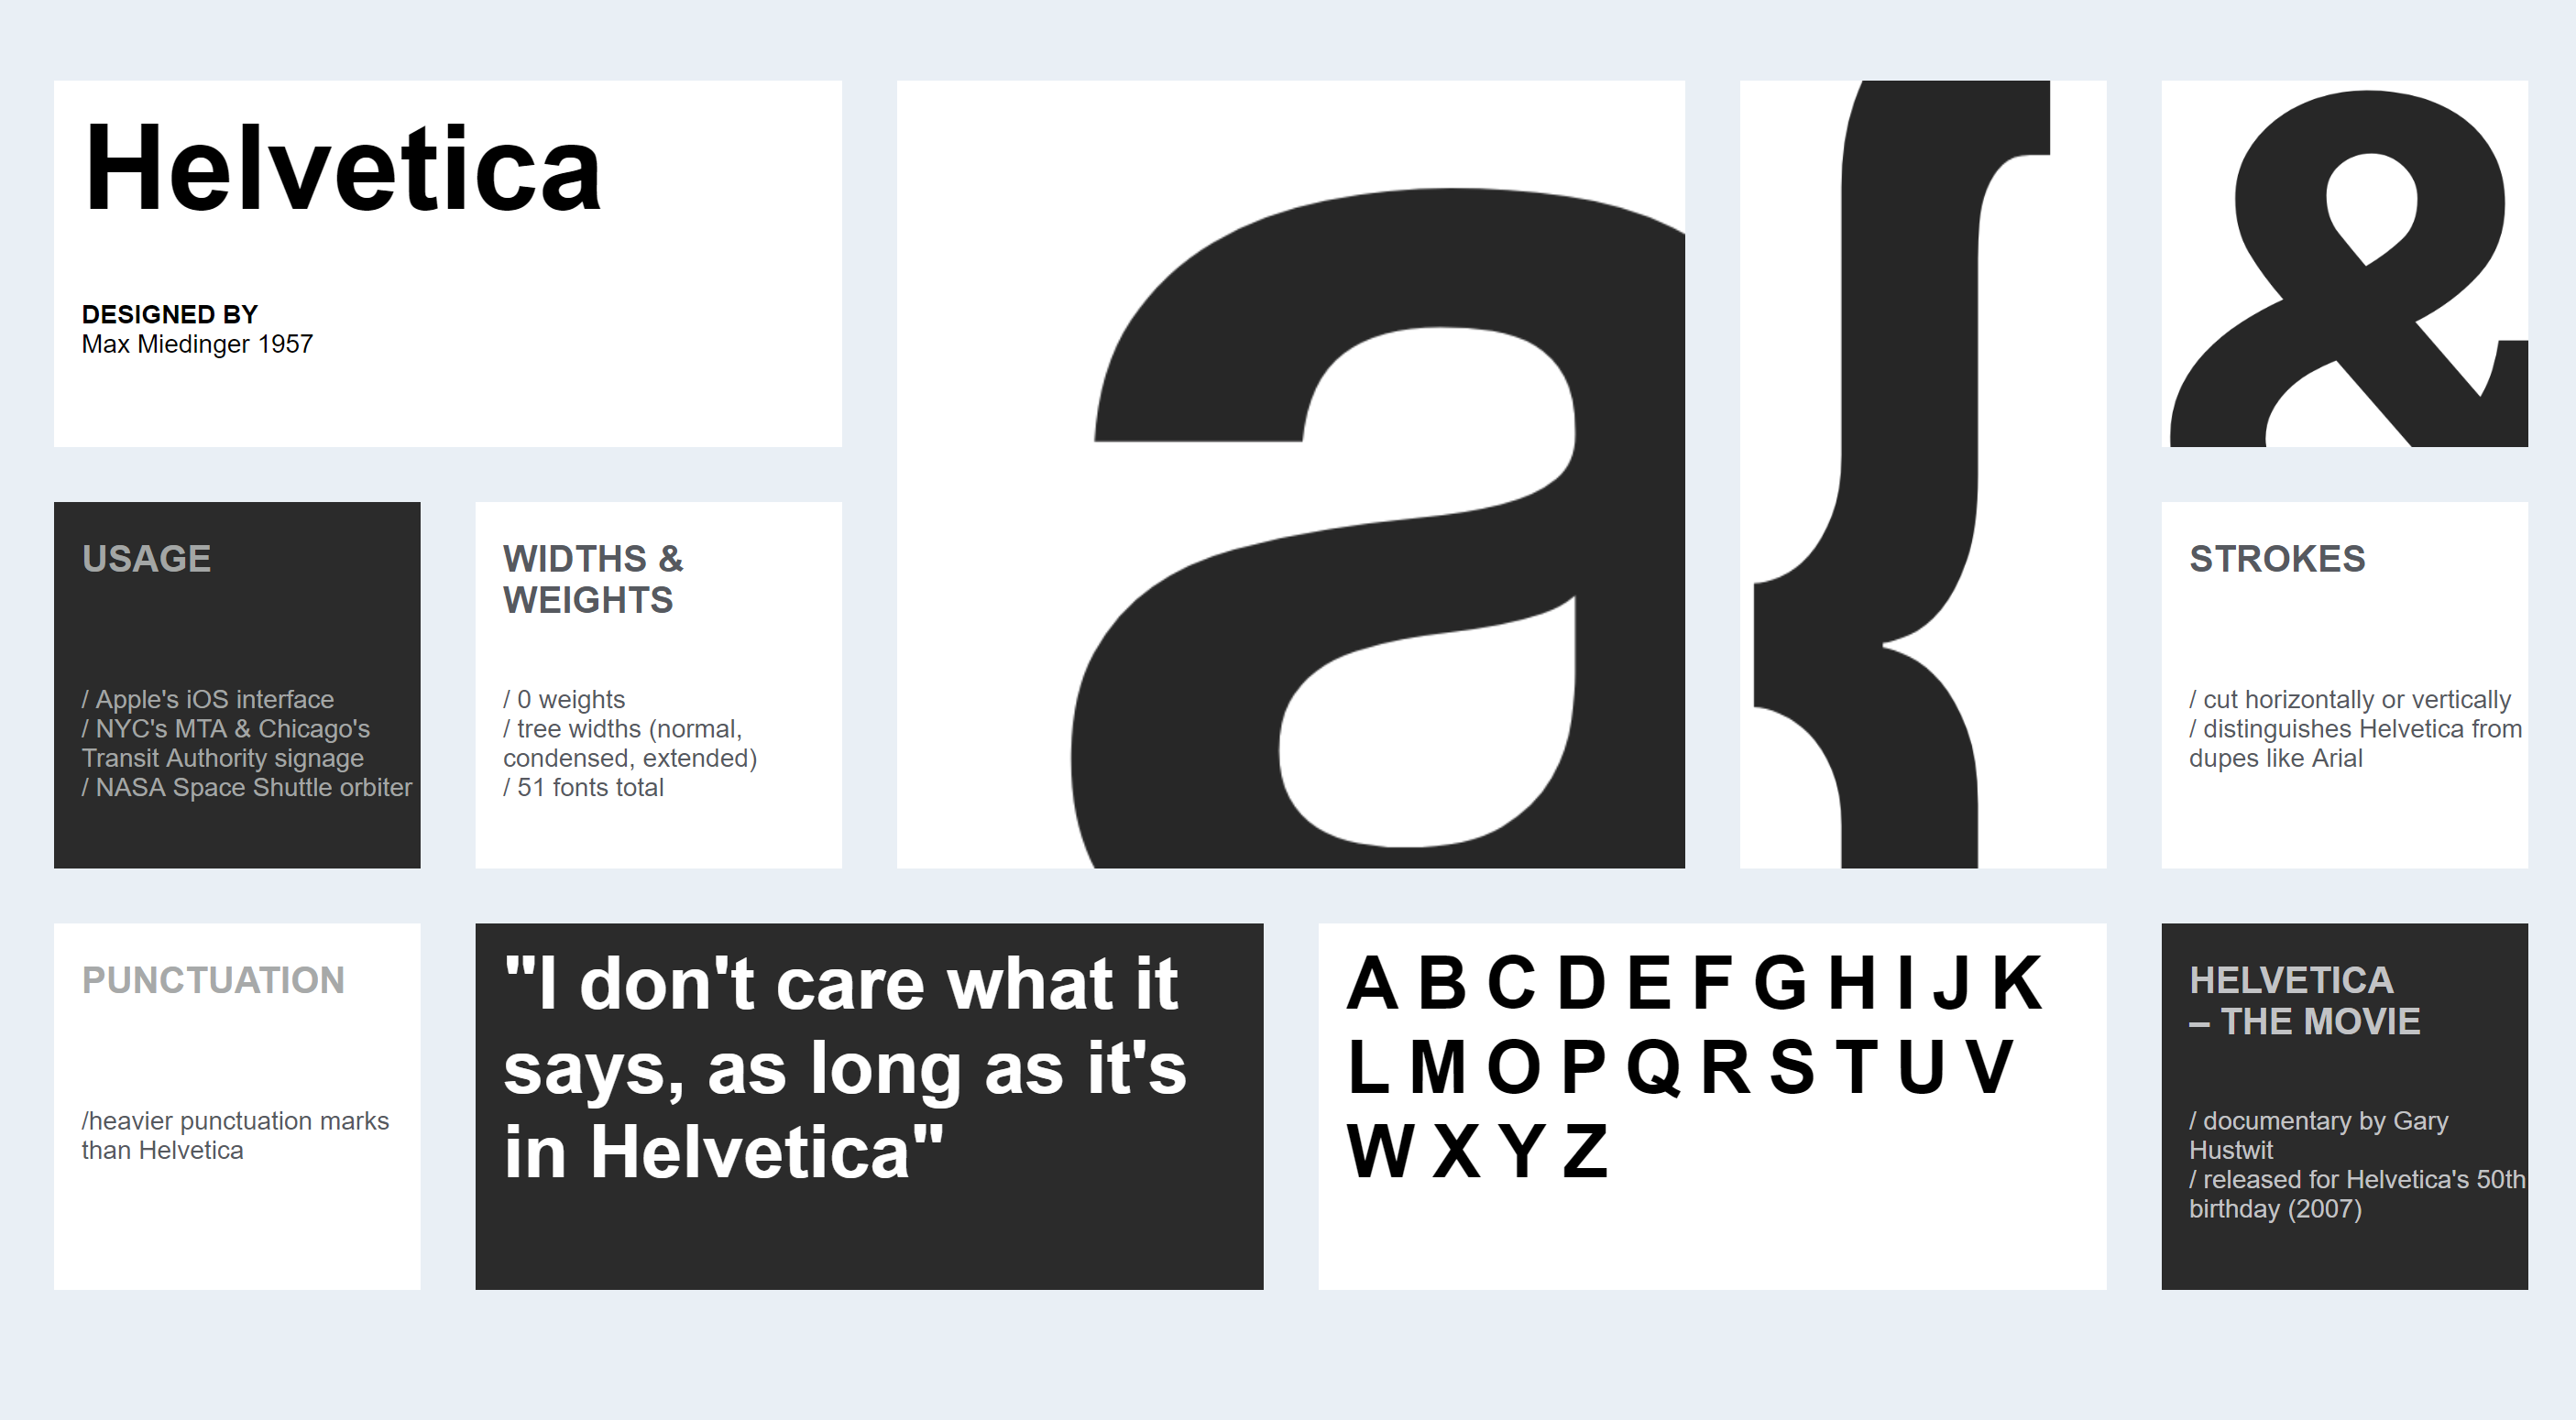 Helvetica
DESIGNED BY
Max Miedinger 1957
a
{
&
USAGE
/ Apple's iOS interface
/ NYC's MTA & Chicago's
Transit Authority signage
/ NASA Space Shuttle orbiter
WIDTHS &
WEIGHTS
/ 0 weights
/ tree widths (normal,
condensed, extended)
/ 51 fonts total
STROKES
/ cut horizontally or vertically
/ distinguishes Helvetica from
dupes like Arial
PUNCTUATION
/heavier punctuation marks
than Helvetica
"I don't care what it
says, as long as it's
in Helvetica"
A B C D E F G H I J K
L M O P Q R S T U V
W X Y Z
HELVETICA
– THE MOVIE
/ documentary by Gary
Hustwit
/ released for Helvetica's 50th
birthday (2007)